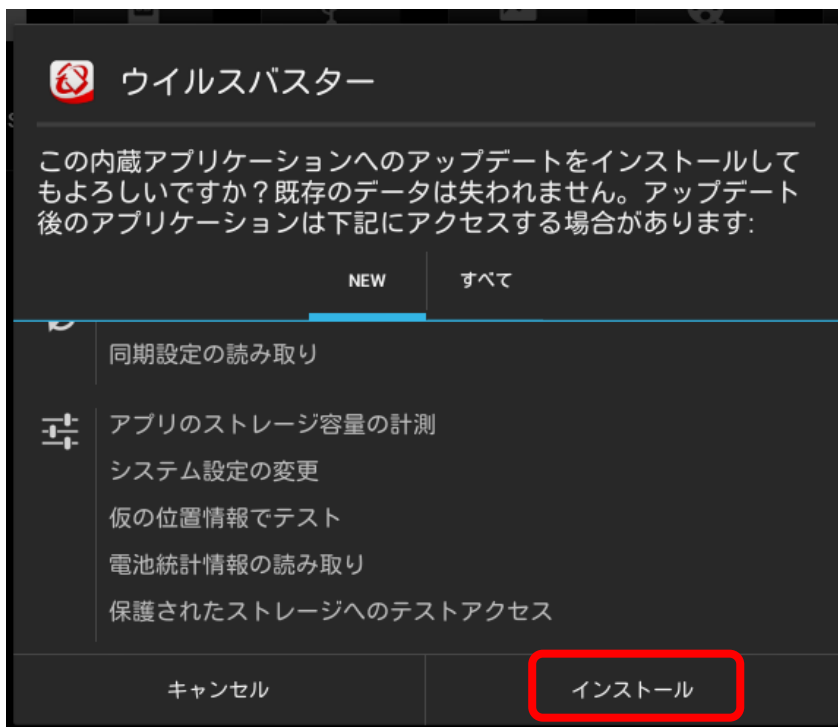 ウイルスバスター
この内蔵アプリケーションへのアップデートをインストールして
もよろしいですか？既存のデータは失われません。アップデート
後のアプリケーションは下記にアクセスする場合があります:
NEW すべて
同期設定の読み取り
アプリのストレージ容量の計測
システム設定の変更
仮の位置情報でテスト
電池統計情報の読み取り
保護されたストレージへのテストアクセス
キャンセル インストール